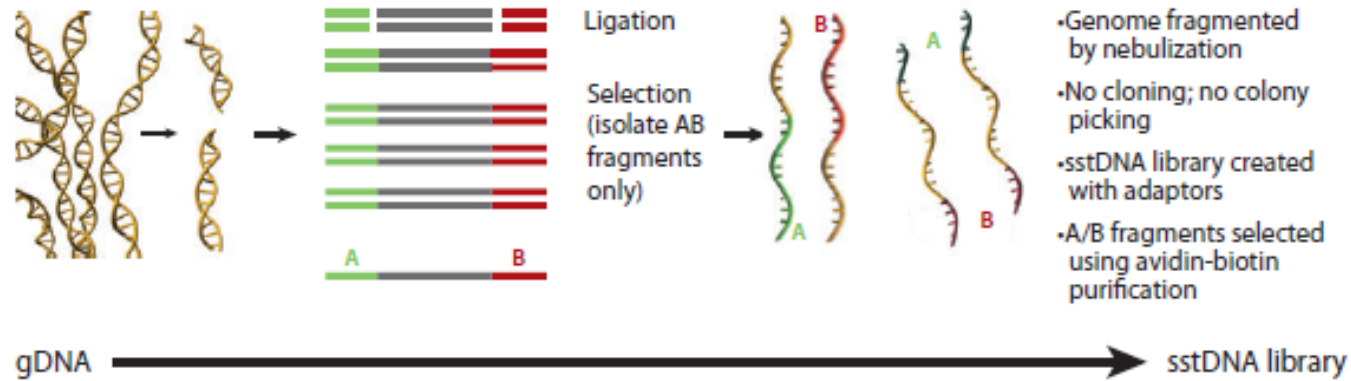 Ligation
Selection
(isolate AB
fragments
only)
A
B
B
A
A
B
•Genome fragmented
by nebulization
•No cloning; no colony
picking
•sstDNA library created
with adaptors
•A/B fragments selected
using avidin-biotin
purification
gDNA
sstDNA library